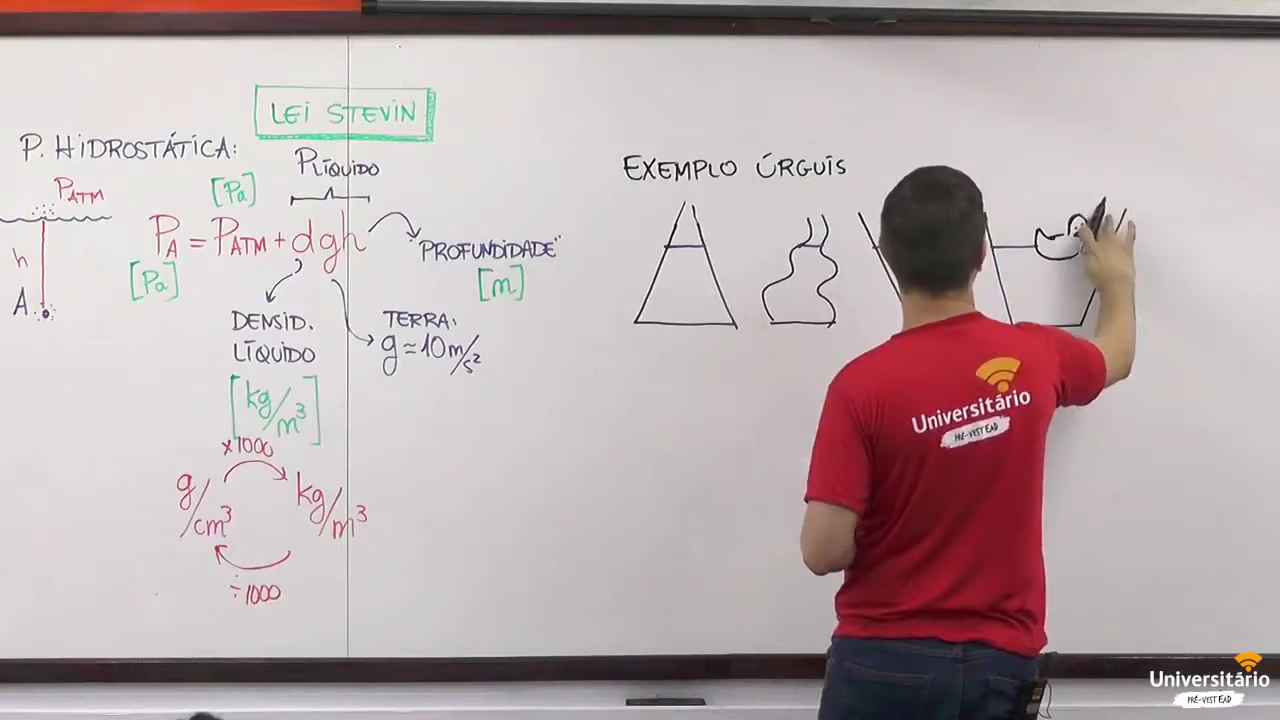 LEI STEVIN
P. HIDROSTÁTICA:
PATM
h
A
PLÍQUIDO
[Pa]
PA = PATM + dgh
[Pa]
"PROFUNDIDADE"
[m]
DENSID.
LÍQUIDO
[kg/m³]
TERRA:
g ≈ 10 m/s²
x1000
g/cm³
kg/m³
÷1000
EXEMPLO ÚRGUIS
Universitário
PRÉ-VEST EAD
Universitário
PRÉ-VEST EAD